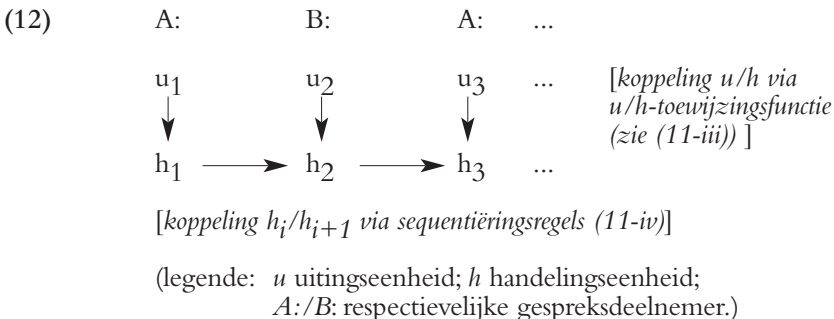 (12) A: B: A: ...
u1 u2 u3 ... [koppeling u/h via
u/h-toewijzingsfunctie
(zie (11-iii)) ]
h1 h2 h3 ...
[koppeling hi/hi+1 via sequentiëringsregels (11-iv)]
(legende: u uitingseenheid; h handelingseenheid;
A:/B: respectievelijke gespreksdeelnemer.)